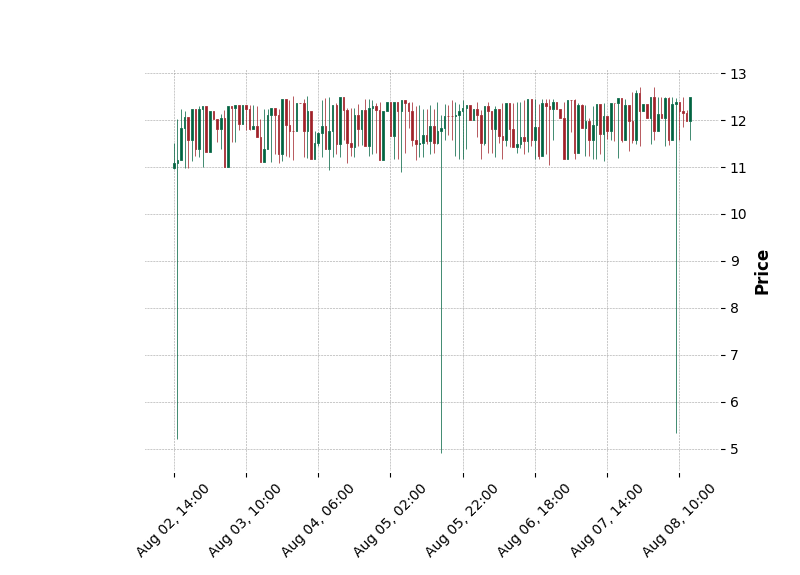 13
12
11
10
9
8
7
6
5
Price
Aug 02, 14:00
Aug 03, 10:00
Aug 04, 06:00
Aug 05, 02:00
Aug 05, 22:00
Aug 06, 18:00
Aug 07, 14:00
Aug 08, 10:00